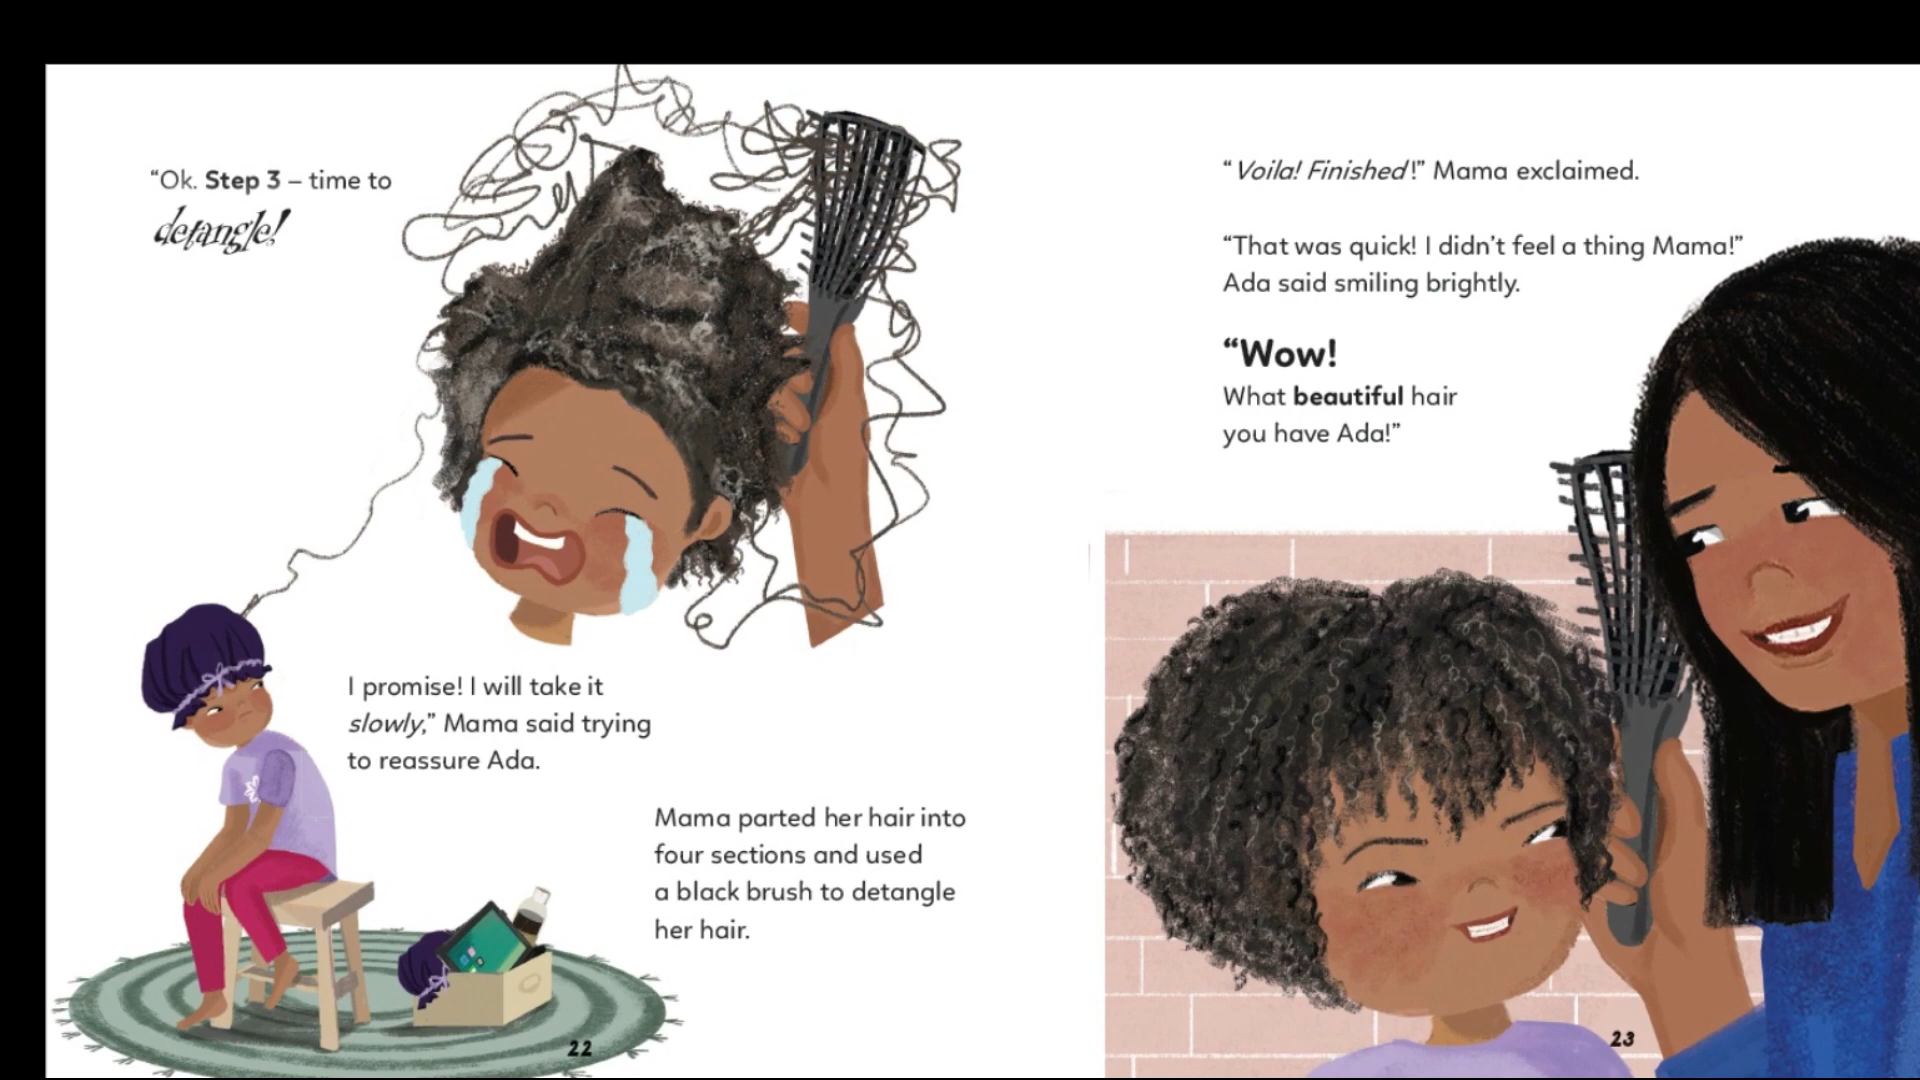 “Ok. Step 3 – time to
detangle!
I promise! I will take it
slowly,” Mama said trying
to reassure Ada.
Mama parted her hair into
four sections and used
a black brush to detangle
her hair.
22
“Voila! Finished!” Mama exclaimed.
“That was quick! I didn’t feel a thing Mama!”
Ada said smiling brightly.
“Wow!
What beautiful hair
you have Ada!”
23